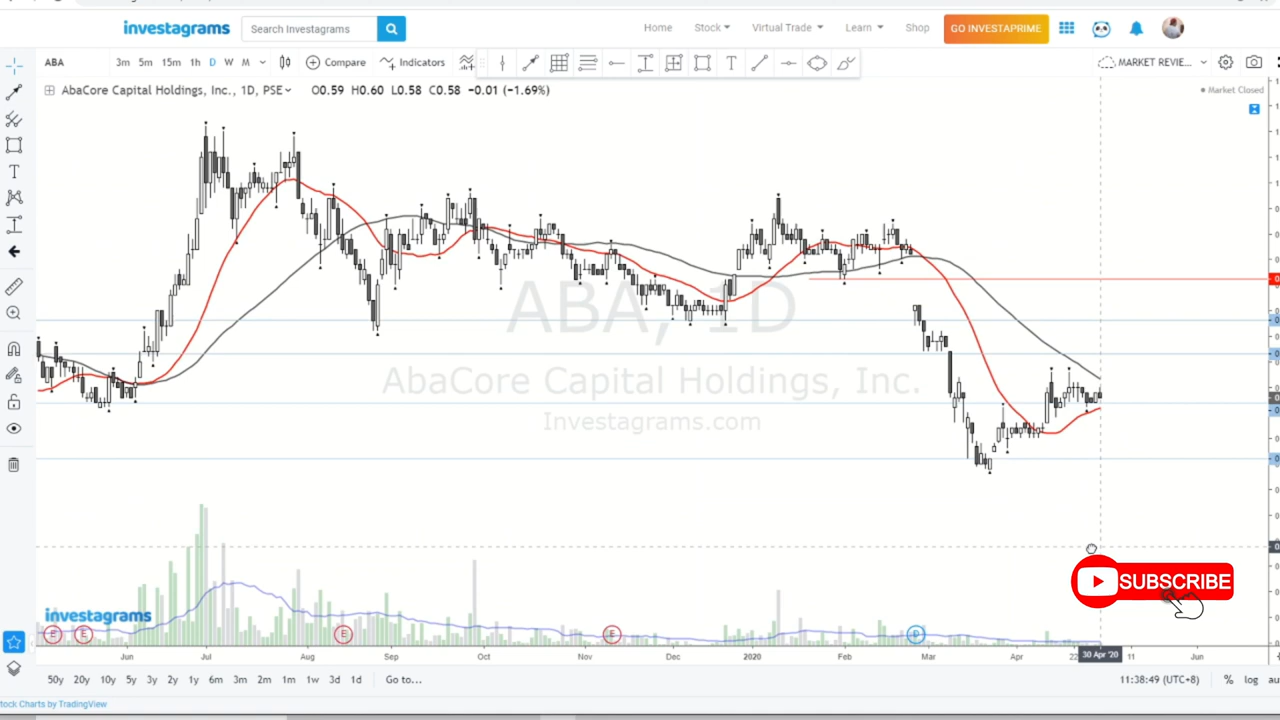 investagrams
Search Investagrams
Home
Stock
Virtual Trade
Learn
Shop
GO INVESTAPRIME
ABA
3m 5m 15m 1h D W M
Compare
Indicators
MARKET REVIE...
AbaCore Capital Holdings, Inc., 1D, PSE
O0.59 H0.60 L0.58 C0.58 −0.01 (−1.69%)
Market Closed
ABA, 1D
AbaCore Capital Holdings, Inc.
Investagrams.com
SUBSCRIBE
investagrams
E E E E D
Jun Jul Aug Sep Oct Nov Dec 2020 Feb Mar Apr 22 30 Apr '20 11 Jun
50y 20y 10y 5y 3y 2y 1y 6m 3m 2m 1m 1w 3d 1d Go to...
11:38:49 (UTC+8) % log
Stock Charts by TradingView